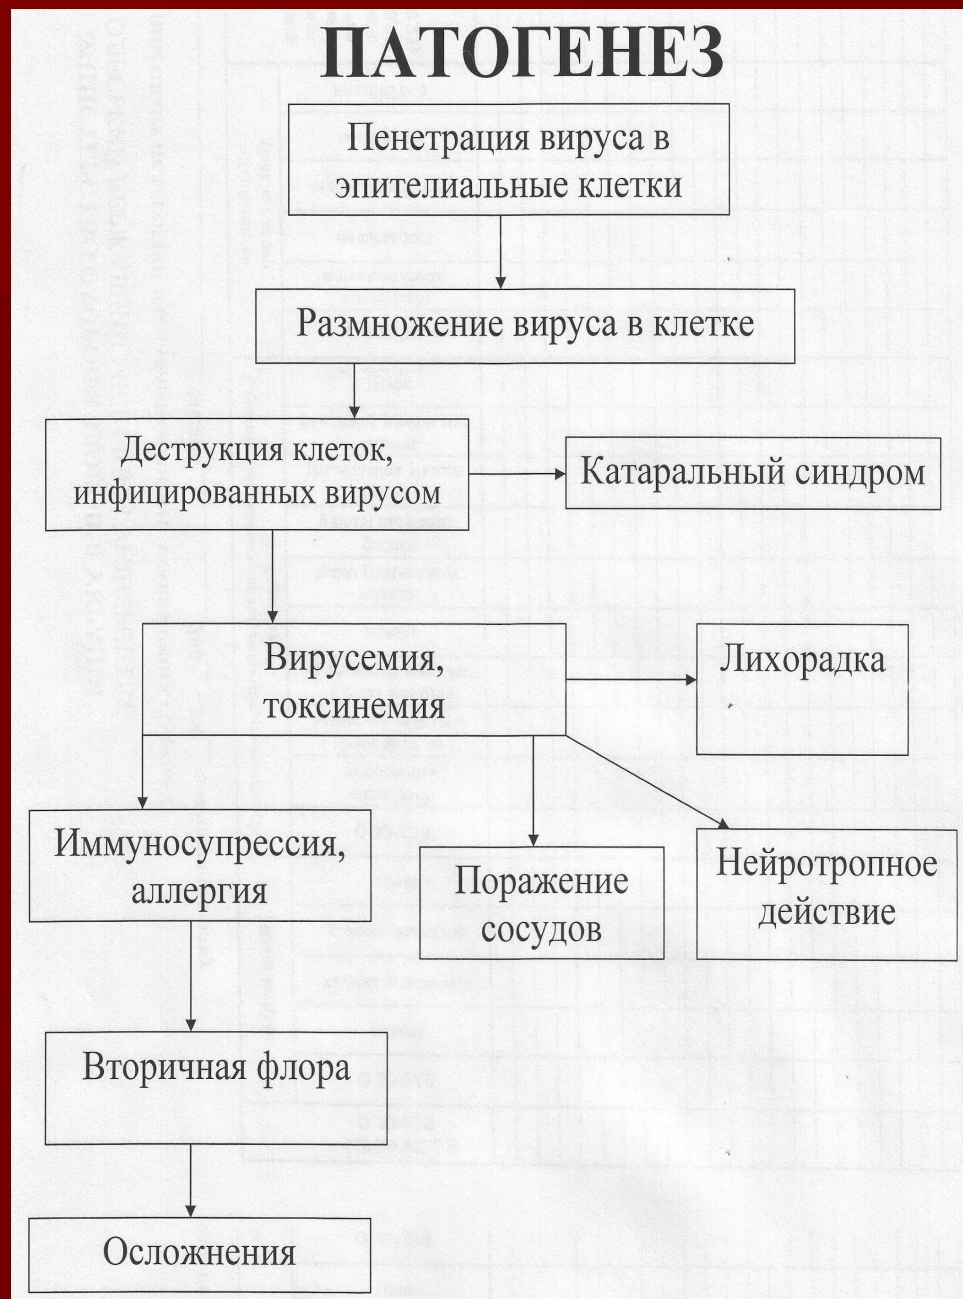 ПАТОГЕНЕЗ
Пенетрация вируса в
эпителиальные клетки
Размножение вируса в клетке
Деструкция клеток,
инфицированных вирусом
Катаральный синдром
Вирусемия,
токсинемия
Лихорадка
Иммуносупрессия,
аллергия
Поражение
сосудов
Нейротропное
действие
Вторичная флора
Осложнения